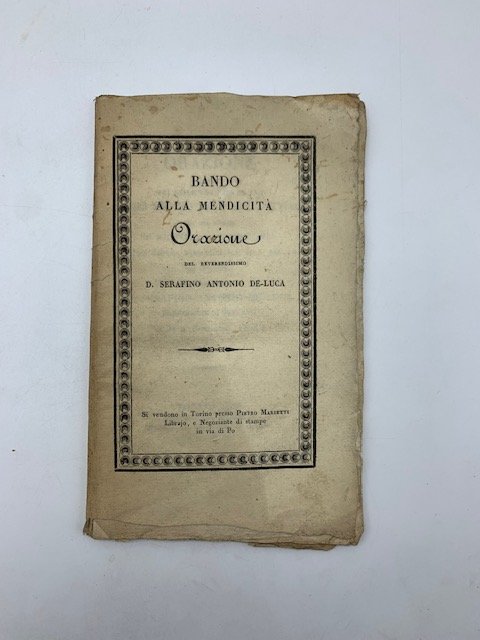 BANDO
ALLA MENDICITÀ
Orazione
DEL REVERENDISSIMO
D. SERAFINO ANTONIO DE-LUCA
Si vendono in Torino presso PIETRO MARIETTI
Librajo, e Negoziante di stampe
in via di Po